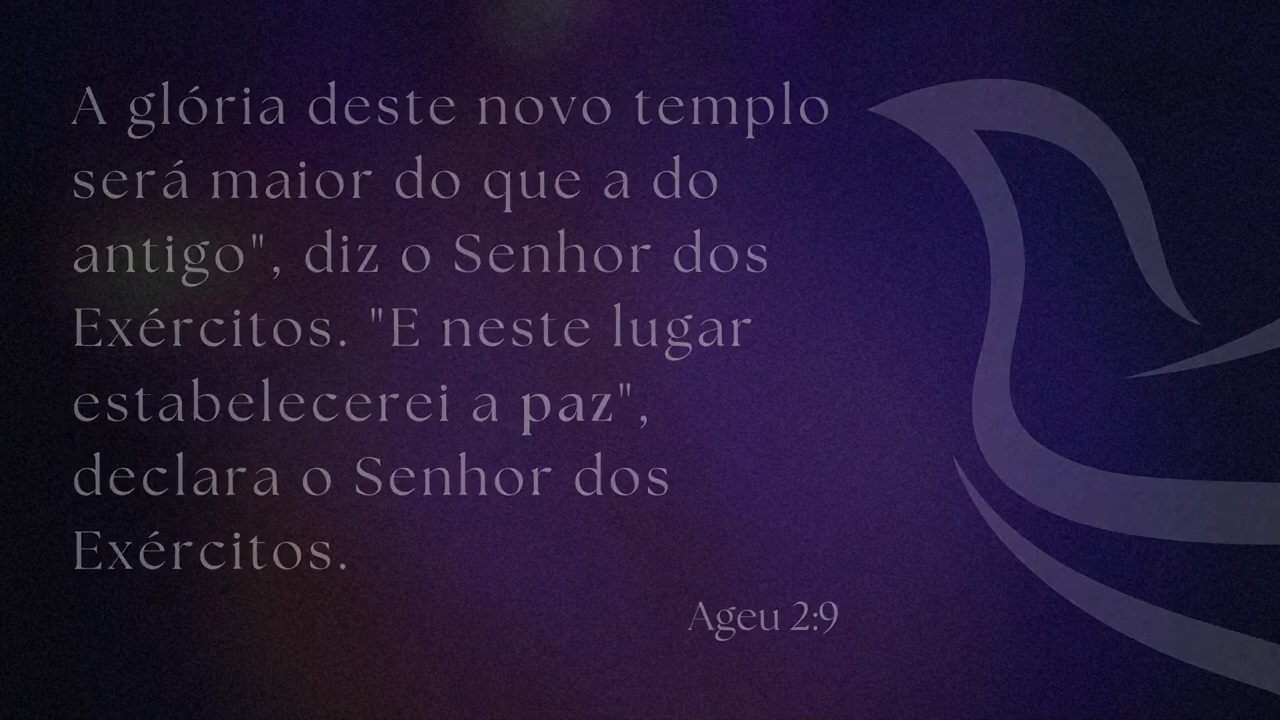 A glória deste novo templo
será maior do que a do
antigo", diz o Senhor dos
Exércitos. "E neste lugar
estabelecerei a paz",
declara o Senhor dos
Exércitos.
Ageu 2:9